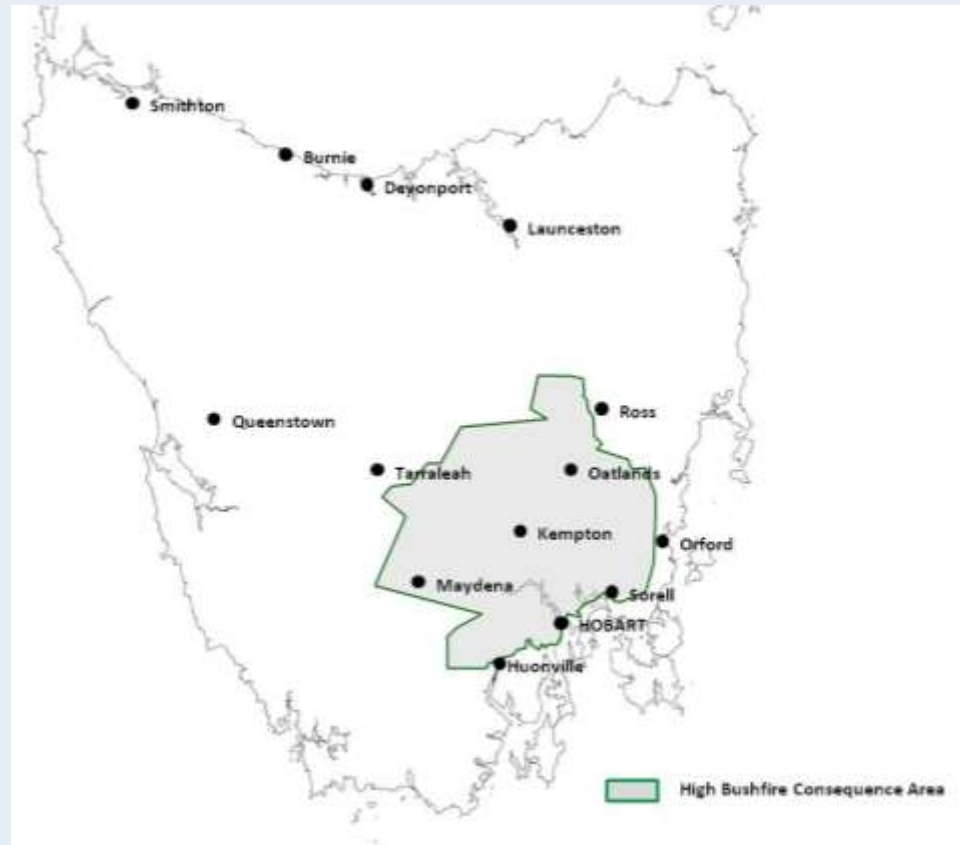 Smithton
Burnie
Devonport
Launceston
Ross
Queenstown
Tarraleah
Oatlands
Kempton
Orford
Maydena
Sorell
HOBART
Huonville
High Bushfire Consequence Area